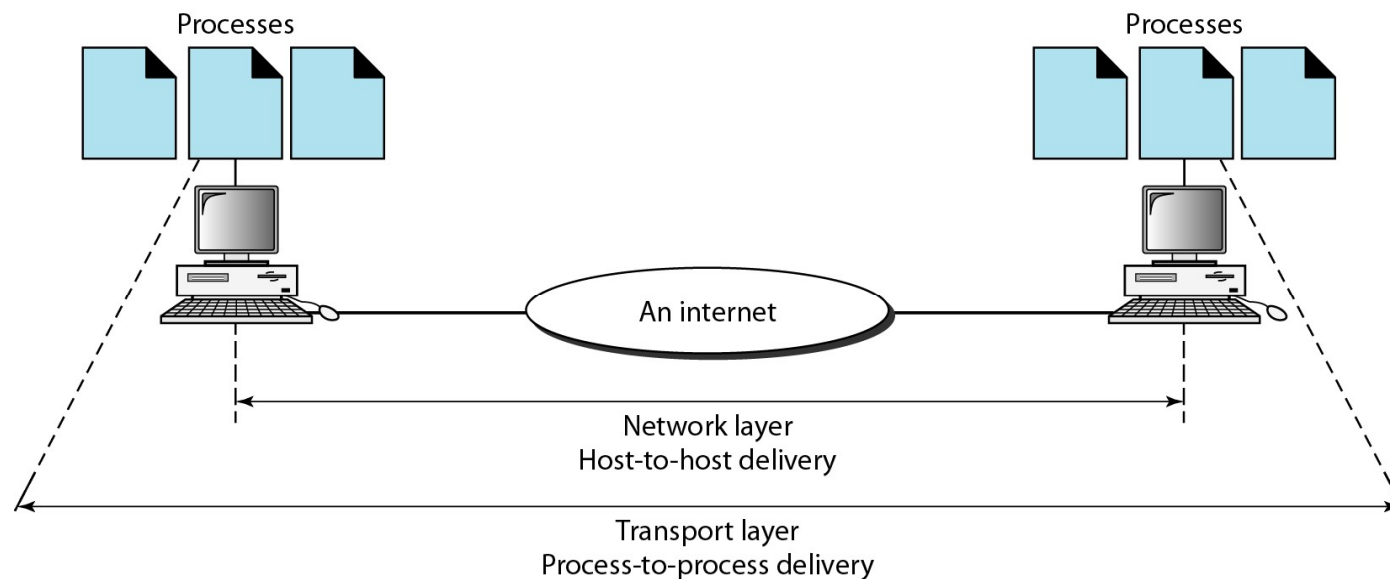 Processes
Processes
An internet
Network layer
Host-to-host delivery
Transport layer
Process-to-process delivery